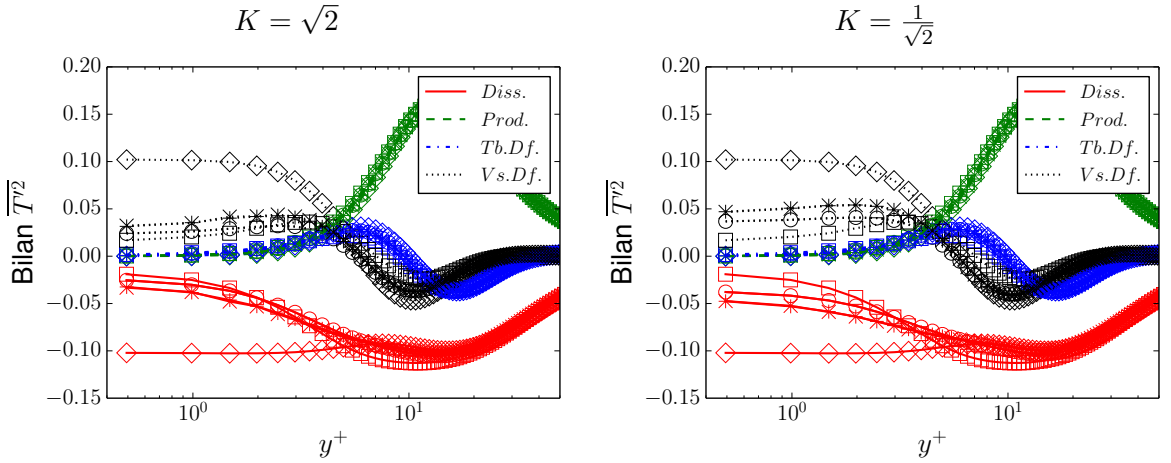 K = √2
0.20
0.15
0.10
0.05
0.00
−0.05
−0.10
−0.15
Bilan T′²
10⁰
10¹
y⁺
Diss.
Prod.
Tb.Df.
Vs.Df.
K = 1/√2
0.20
0.15
0.10
0.05
0.00
−0.05
−0.10
−0.15
Bilan T′²
10⁰
10¹
y⁺
Diss.
Prod.
Tb.Df.
Vs.Df.